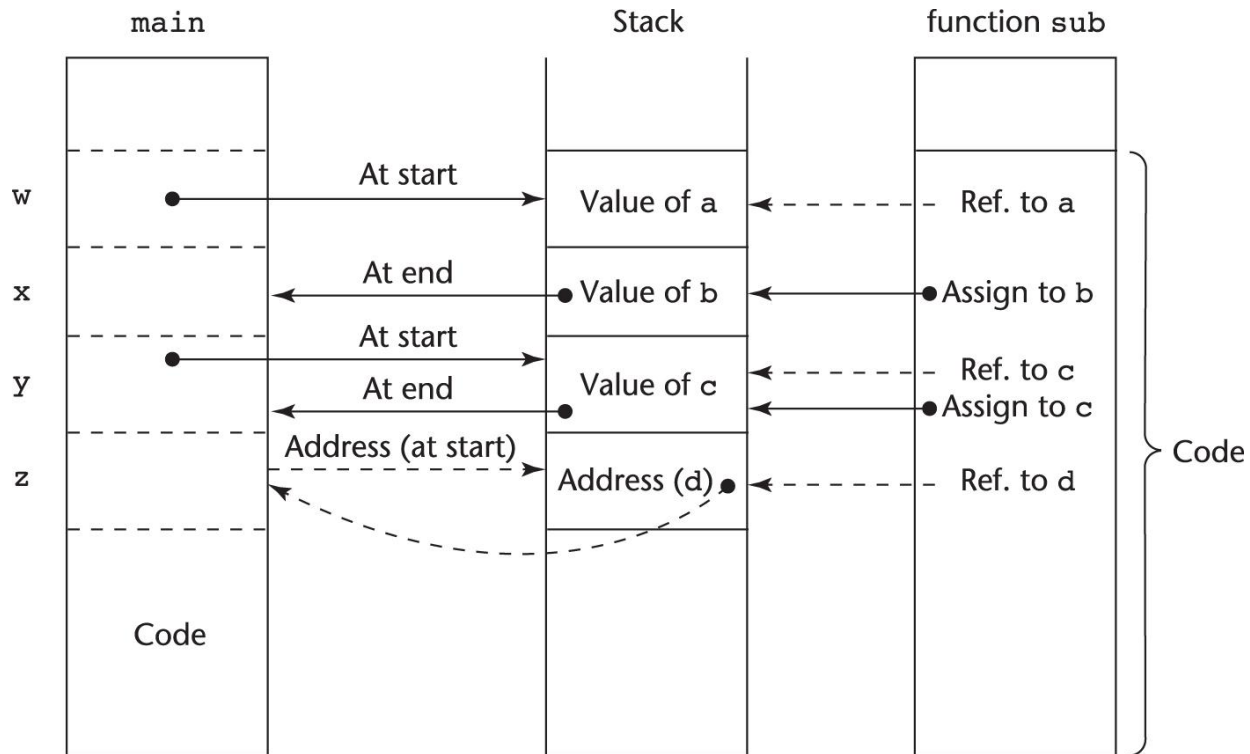 main
Stack
function sub
w
At start
Value of a
Ref. to a
x
At end
Value of b
Assign to b
y
At start
At end
Value of c
Ref. to c
Assign to c
z
Address (at start)
Address (d)
Ref. to d
Code
Code